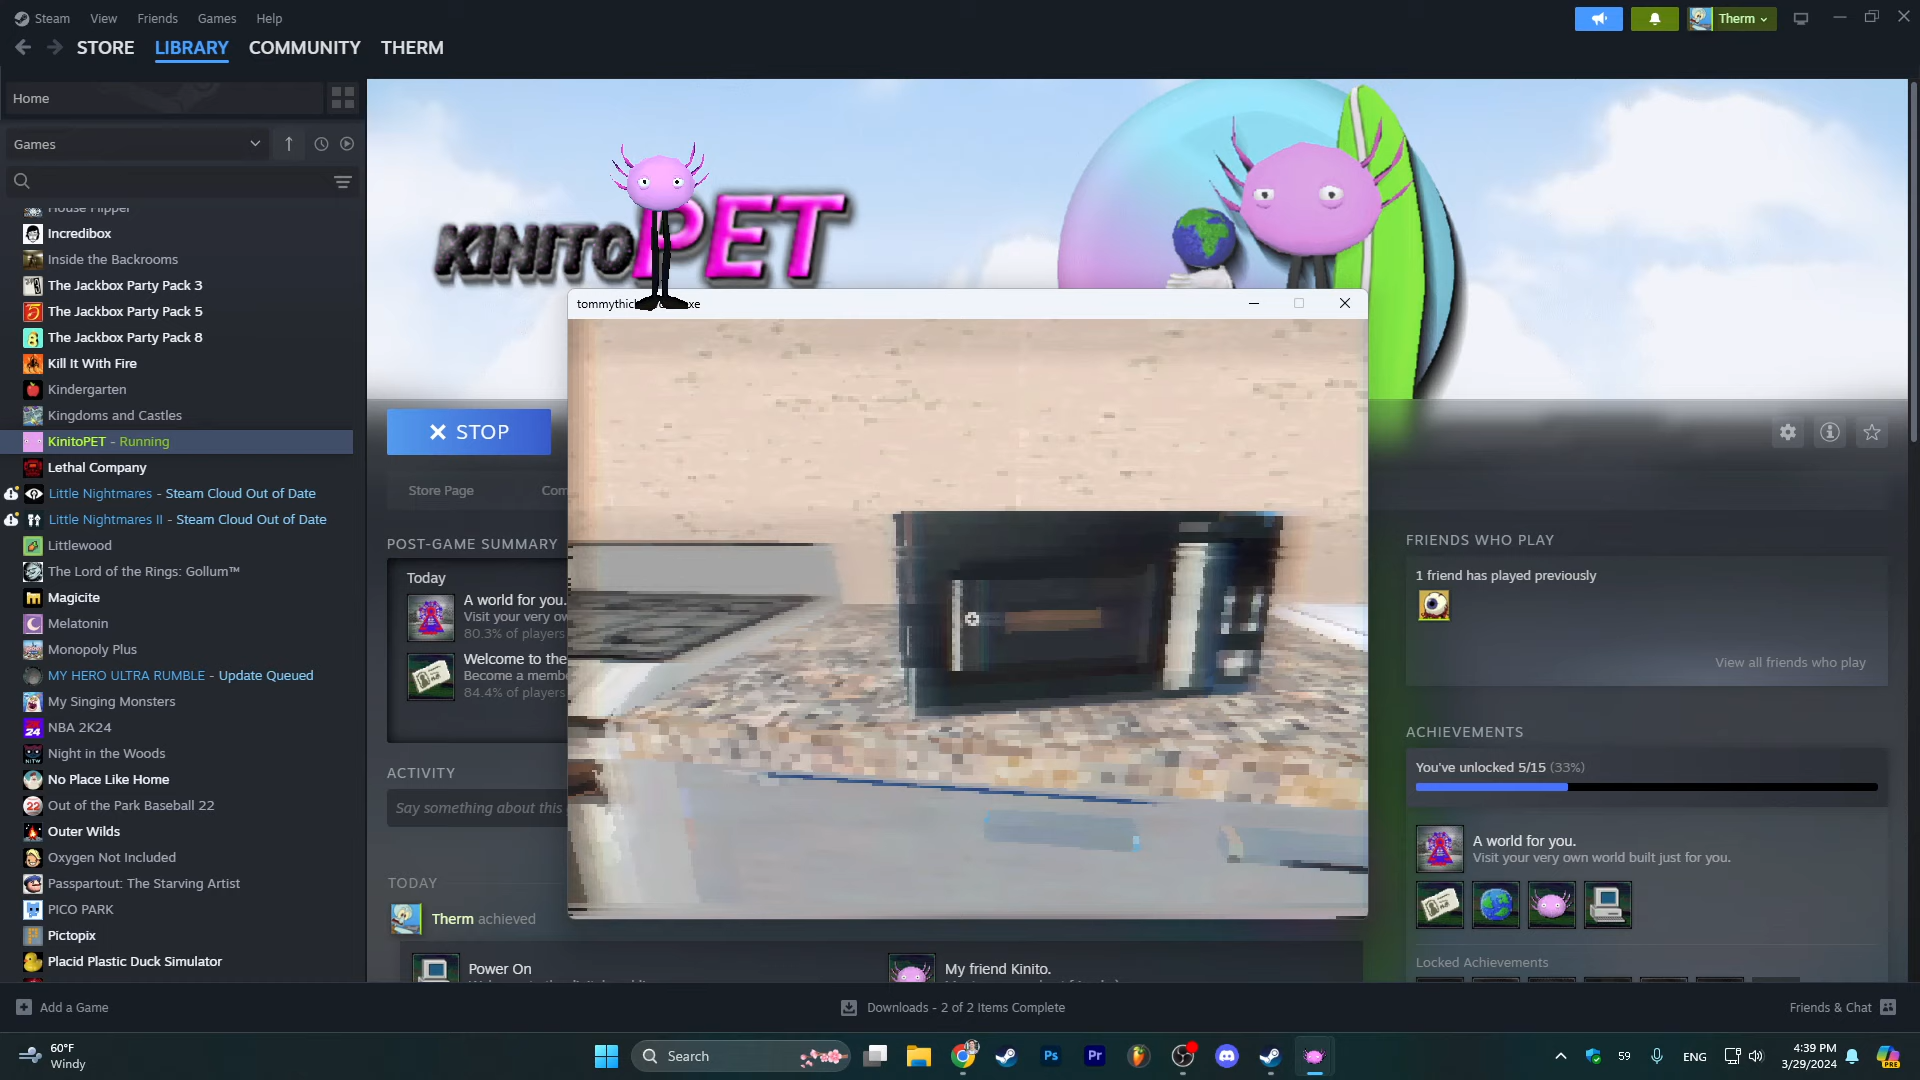 Steam
View
Friends
Games
Help
Therm
STORE
LIBRARY
COMMUNITY
THERM
Home
Games
House Flipper
Incredibox
Inside the Backrooms
The Jackbox Party Pack 3
The Jackbox Party Pack 5
The Jackbox Party Pack 8
Kill It With Fire
Kindergarten
Kingdoms and Castles
KinitoPET - Running
Lethal Company
Little Nightmares - Steam Cloud Out of Date
Little Nightmares II - Steam Cloud Out of Date
Littlewood
The Lord of the Rings: Gollum™
Magicite
Melatonin
Monopoly Plus
MY HERO ULTRA RUMBLE - Update Queued
My Singing Monsters
NBA 2K24
Night in the Woods
No Place Like Home
Out of the Park Baseball 22
Outer Wilds
Oxygen Not Included
Passpartout: The Starving Artist
PICO PARK
Pictopix
Placid Plastic Duck Simulator
KINITO PET
xe
STOP
Store Page
POST-GAME SUMMARY
Today
A world for you.
Visit your very
80.3% of players
Welcome to the
Become a memb
84.4% of players
ACTIVITY
Say something about this
TODAY
Therm achieved
Power On
My friend Kinito.
FRIENDS WHO PLAY
1 friend has played previously
View all friends who play
ACHIEVEMENTS
You've unlocked 5/15 (33%)
A world for you.
Visit your very own world built just for you.
Locked Achievements
Add a Game
Downloads - 2 of 2 Items Complete
Friends & Chat
60°F
Windy
Search
Ps
Pr
59
ENG
4:39 PM
3/29/2024